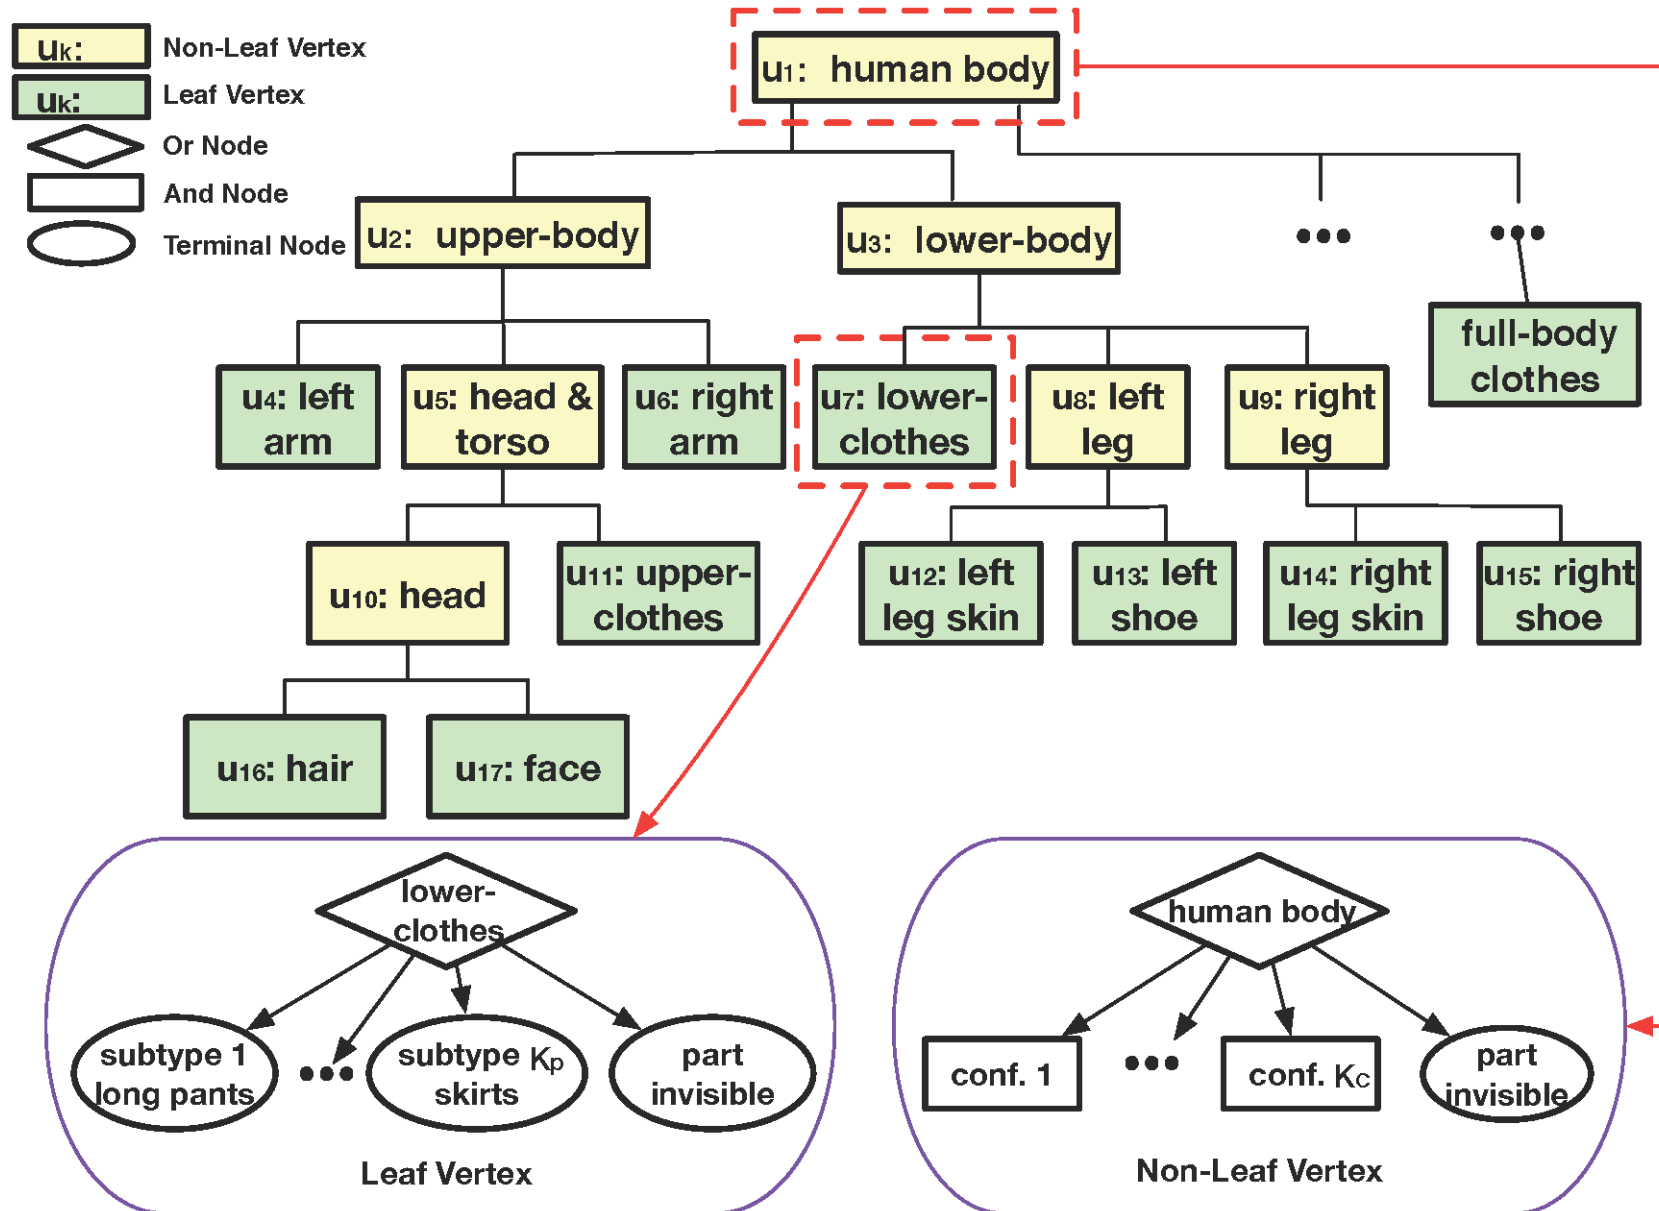 uk:
Non-Leaf Vertex
uk:
Leaf Vertex
Or Node
And Node
Terminal Node
u1: human body
u2: upper-body
u3: lower-body
•••
•••
full-body
clothes
u4: left
arm
u5: head &
torso
u6: right
arm
u7: lower-
clothes
u8: left
leg
u9: right
leg
u10: head
u11: upper-
clothes
u12: left
leg skin
u13: left
shoe
u14: right
leg skin
u15: right
shoe
u16: hair
u17: face
lower-
clothes
subtype 1
long pants
•••
subtype Kp
skirts
part
invisible
Leaf Vertex
human body
conf. 1
•••
conf. Kc
part
invisible
Non-Leaf Vertex